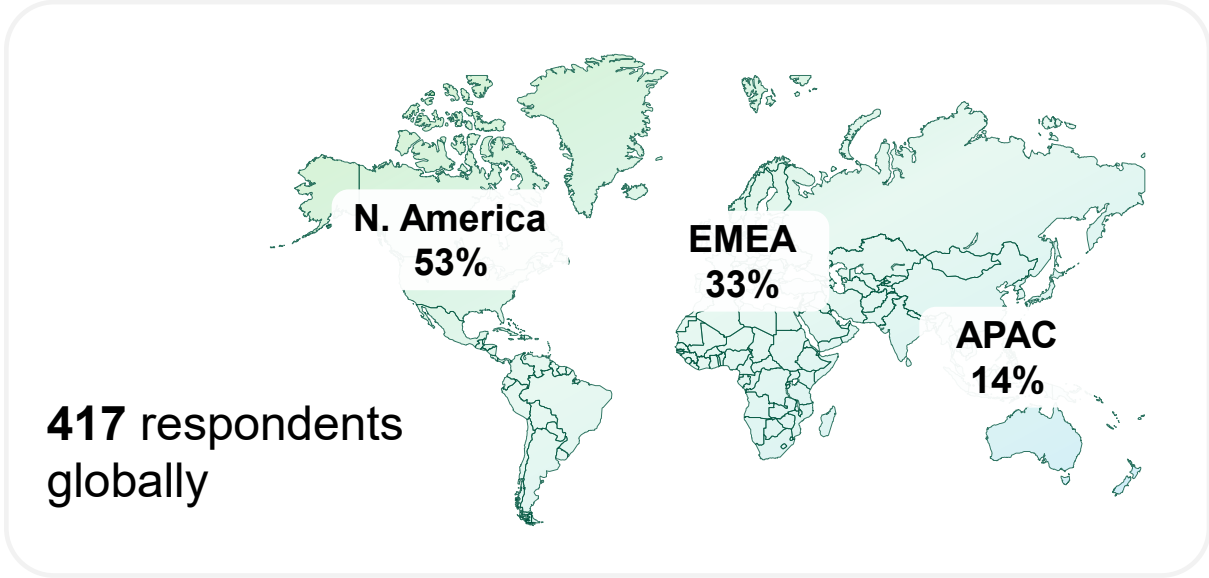 N. America
53%
EMEA
33%
APAC
14%
417 respondents
globally